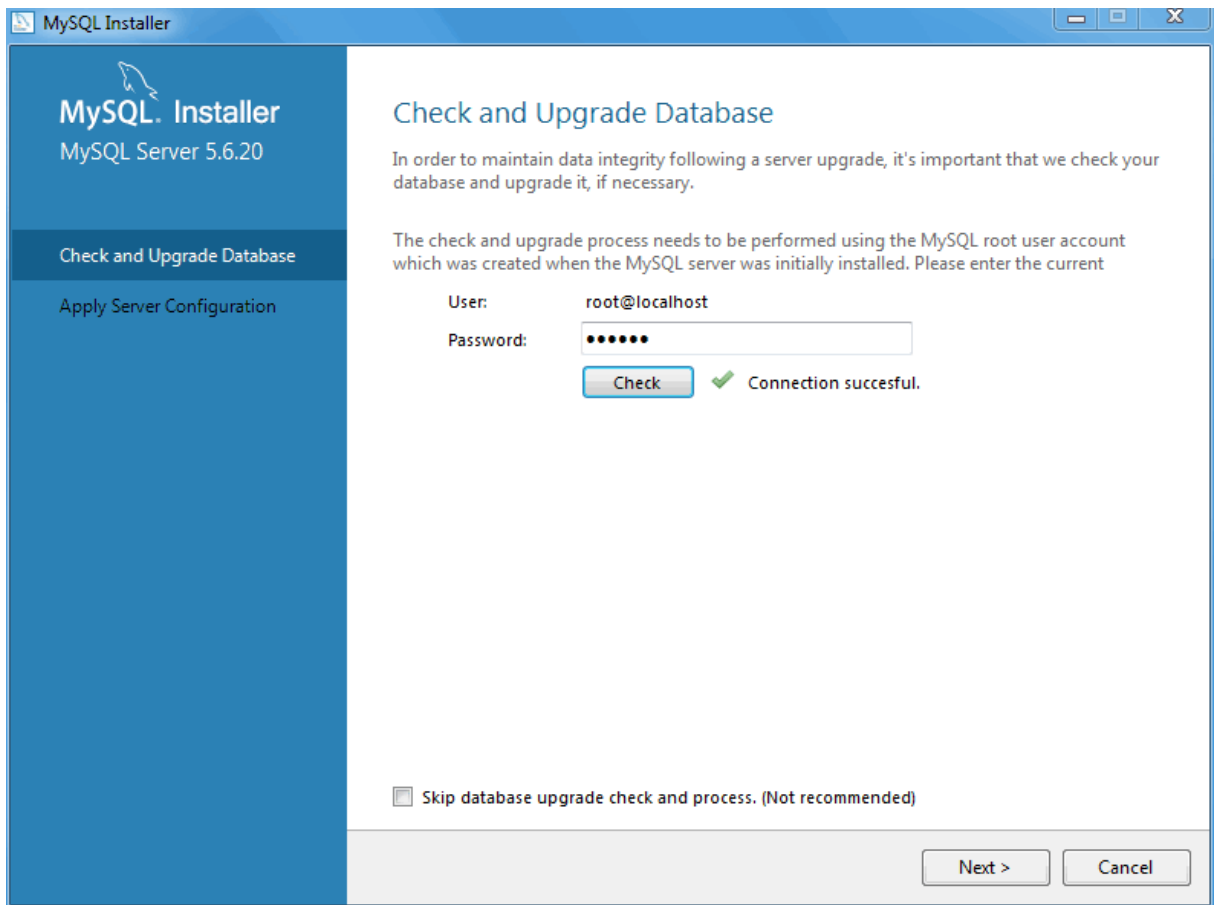 MySQL Installer
MySQL. Installer
MySQL Server 5.6.20
Check and Upgrade Database
Apply Server Configuration
Check and Upgrade Database
In order to maintain data integrity following a server upgrade, it's important that we check your
database and upgrade it, if necessary.
The check and upgrade process needs to be performed using the MySQL root user account
which was created when the MySQL server was initially installed. Please enter the current
User: root@localhost
Password: ••••••
Check Connection succesful.
Skip database upgrade check and process. (Not recommended)
Next > Cancel